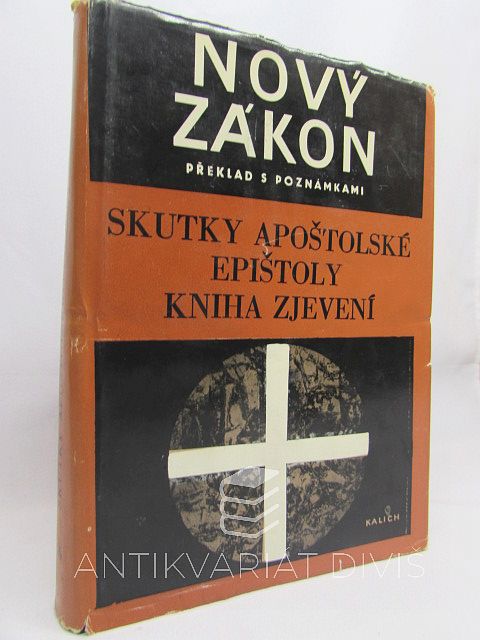 NOVÝ
ZÁKON
PŘEKLAD S POZNÁMKAMI
SKUTKY APOŠTOLSKÉ
EPIŠTOLY
KNIHA ZJEVENÍ
KALICH
ANTIKVARIÁT DIVIŠ